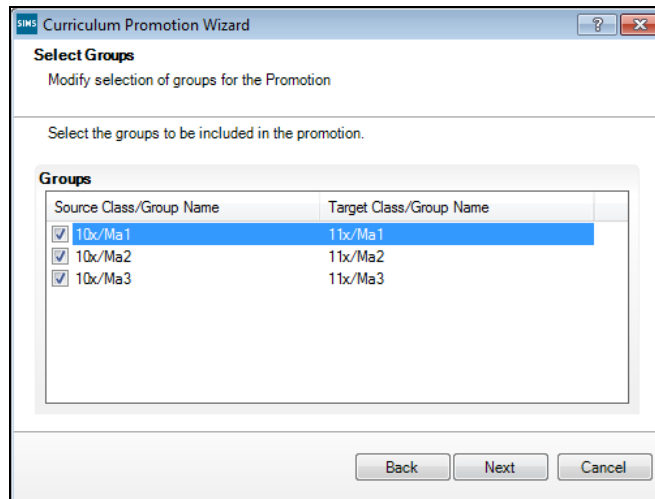 SIMS Curriculum Promotion Wizard ?
Select Groups
Modify selection of groups for the Promotion
Select the groups to be included in the promotion.
Groups
Source Class/Group Name Target Class/Group Name
10x/Ma1 11x/Ma1
10x/Ma2 11x/Ma2
10x/Ma3 11x/Ma3
Back Next Cancel